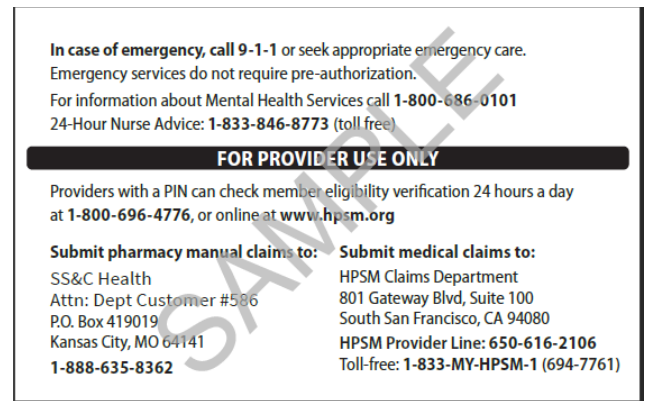 In case of emergency, call 9-1-1 or seek appropriate emergency care.
Emergency services do not require pre-authorization.
For information about Mental Health Services call 1-800-686-0101
24-Hour Nurse Advice: 1-833-846-8773 (toll free)
FOR PROVIDER USE ONLY
Providers with a PIN can check member eligibility verification 24 hours a day
at 1-800-696-4776, or online at www.hpsm.org
Submit pharmacy manual claims to:
SS&C Health
Attn: Dept Customer #586
P.O. Box 419019
Kansas City, MO 64141
1-888-635-8362
Submit medical claims to:
HPSM Claims Department
801 Gateway Blvd, Suite 100
South San Francisco, CA 94080
HPSM Provider Line: 650-616-2106
Toll-free: 1-833-MY-HPSM-1 (694-7761)
SAMPLE